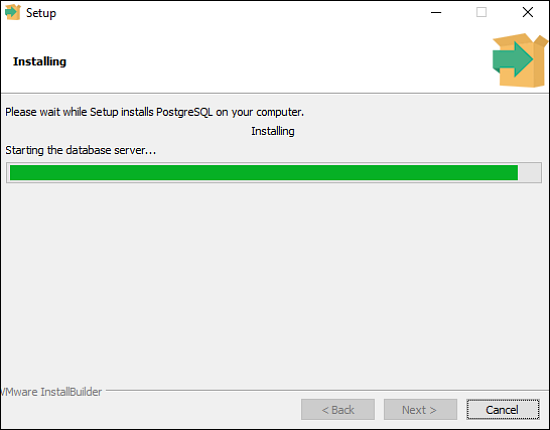 Setup
Installing
Please wait while Setup installs PostgreSQL on your computer.
Installing
Starting the database server...
VMware InstallBuilder
< Back
Next >
Cancel